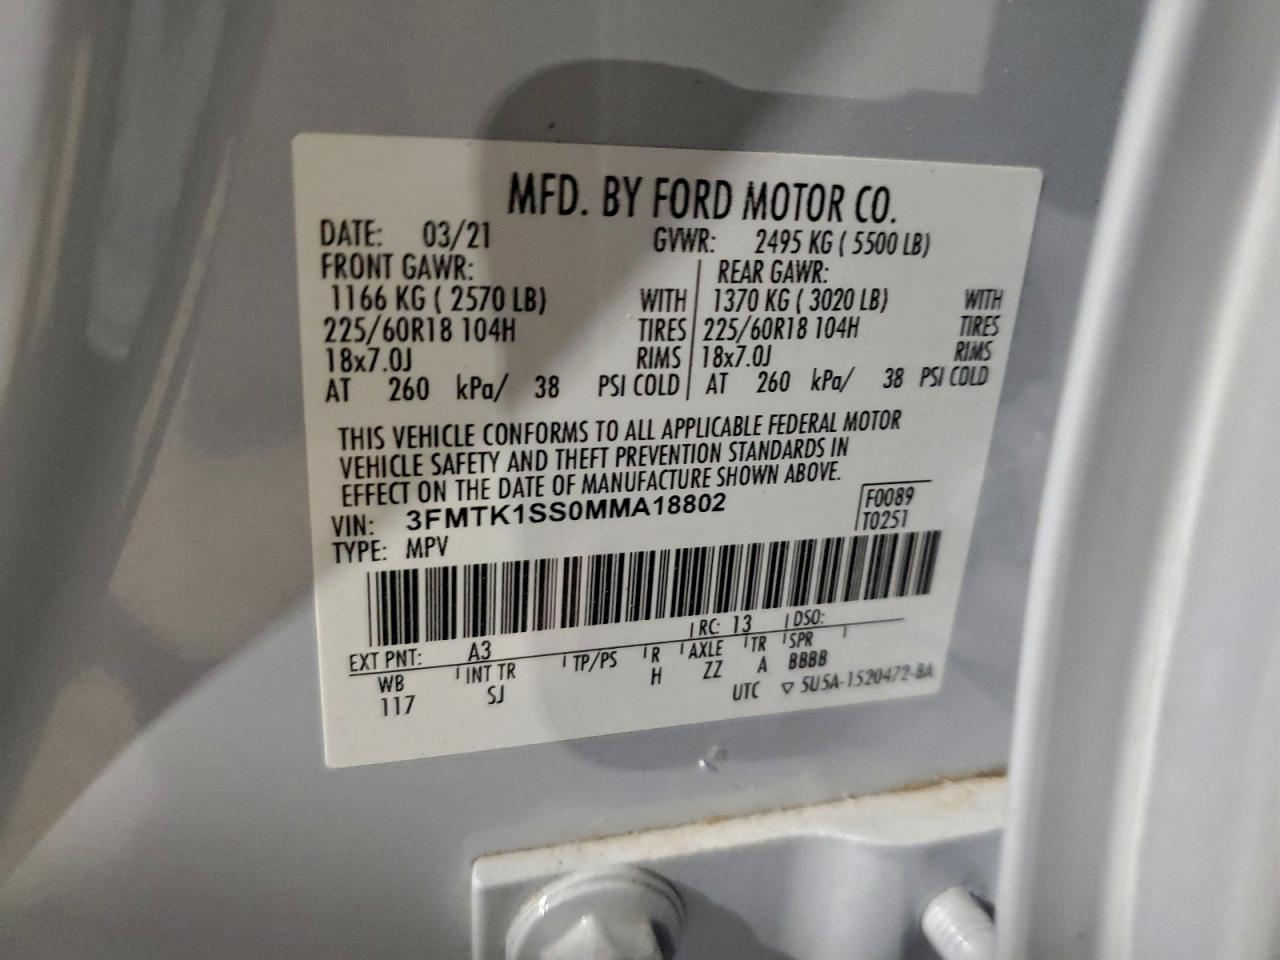 MFD. BY FORD MOTOR CO.
DATE: 03/21 GVWR: 2495 KG ( 5500 LB)
FRONT GAWR: REAR GAWR:
1166 KG ( 2570 LB) WITH 1370 KG ( 3020 LB) WITH
225/60R18 104H TIRES 225/60R18 104H TIRES
18x7.0J RIMS 18x7.0J RIMS
AT 260 kPa/ 38 PSI COLD AT 260 kPa/ 38 PSI COLD
THIS VEHICLE CONFORMS TO ALL APPLICABLE FEDERAL MOTOR
VEHICLE SAFETY AND THEFT PREVENTION STANDARDS IN
EFFECT ON THE DATE OF MANUFACTURE SHOWN ABOVE.
VIN: 3FMTK1SS0MMA18802 F0089
TYPE: MPV T0251
EXT PNT: A3 RC: 13 DSO:
WB INT TR TP/PS R AXLE TR SPR
117 SJ H ZZ A BBBB
UTC ▽ 5U5A-1520472-BA